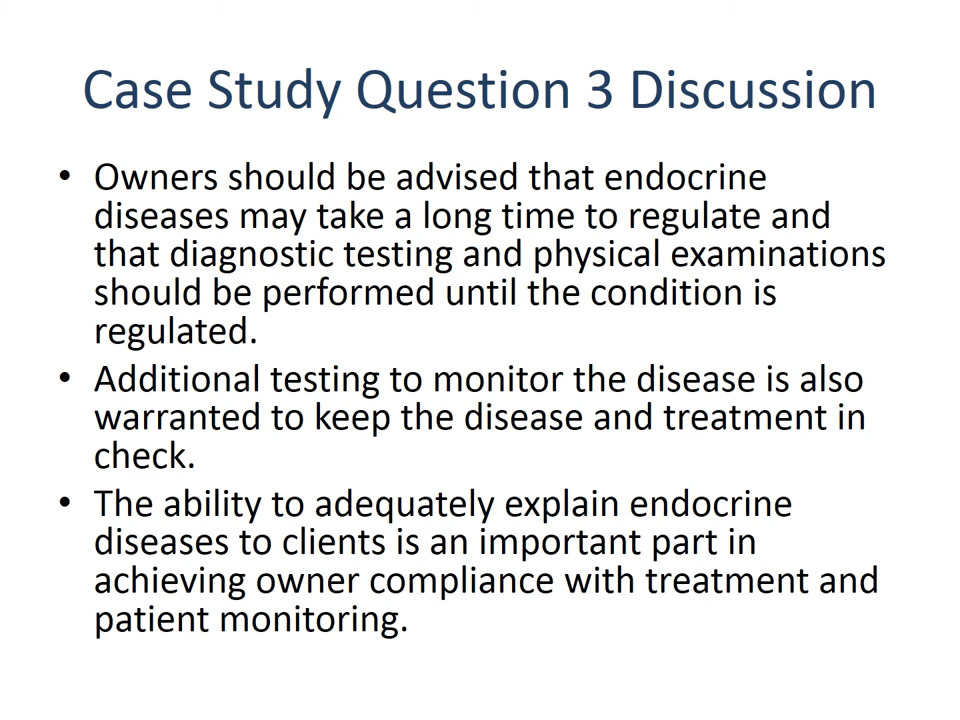 Case Study Question 3 Discussion
• Owners should be advised that endocrine
diseases may take a long time to regulate and
that diagnostic testing and physical examinations
should be performed until the condition is
regulated.
• Additional testing to monitor the disease is also
warranted to keep the disease and treatment in
check.
• The ability to adequately explain endocrine
diseases to clients is an important part in
achieving owner compliance with treatment and
patient monitoring.